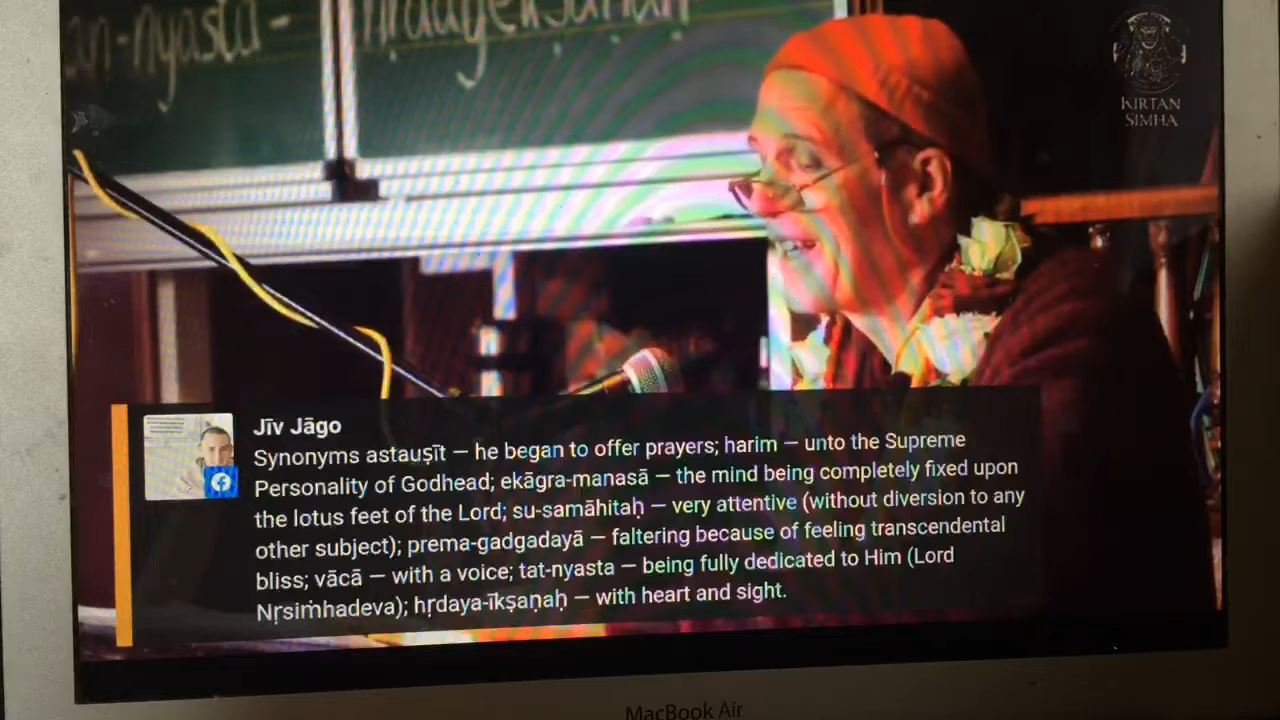 an-nyasta- hṛdayekṣaṇaḥ
KIRTAN
SIMHA
Jīv Jāgo
Synonyms astauṣīt — he began to offer prayers; harim — unto the Supreme
Personality of Godhead; ekāgra-manasā — the mind being completely fixed upon
the lotus feet of the Lord; su-samāhitaḥ — very attentive (without diversion to any
other subject); prema-gadgadayā — faltering because of feeling transcendental
bliss; vācā — with a voice; tat-nyasta — being fully dedicated to Him (Lord
Nṛsiṁhadeva); hṛdaya-īkṣaṇaḥ — with heart and sight.
MacBook Air